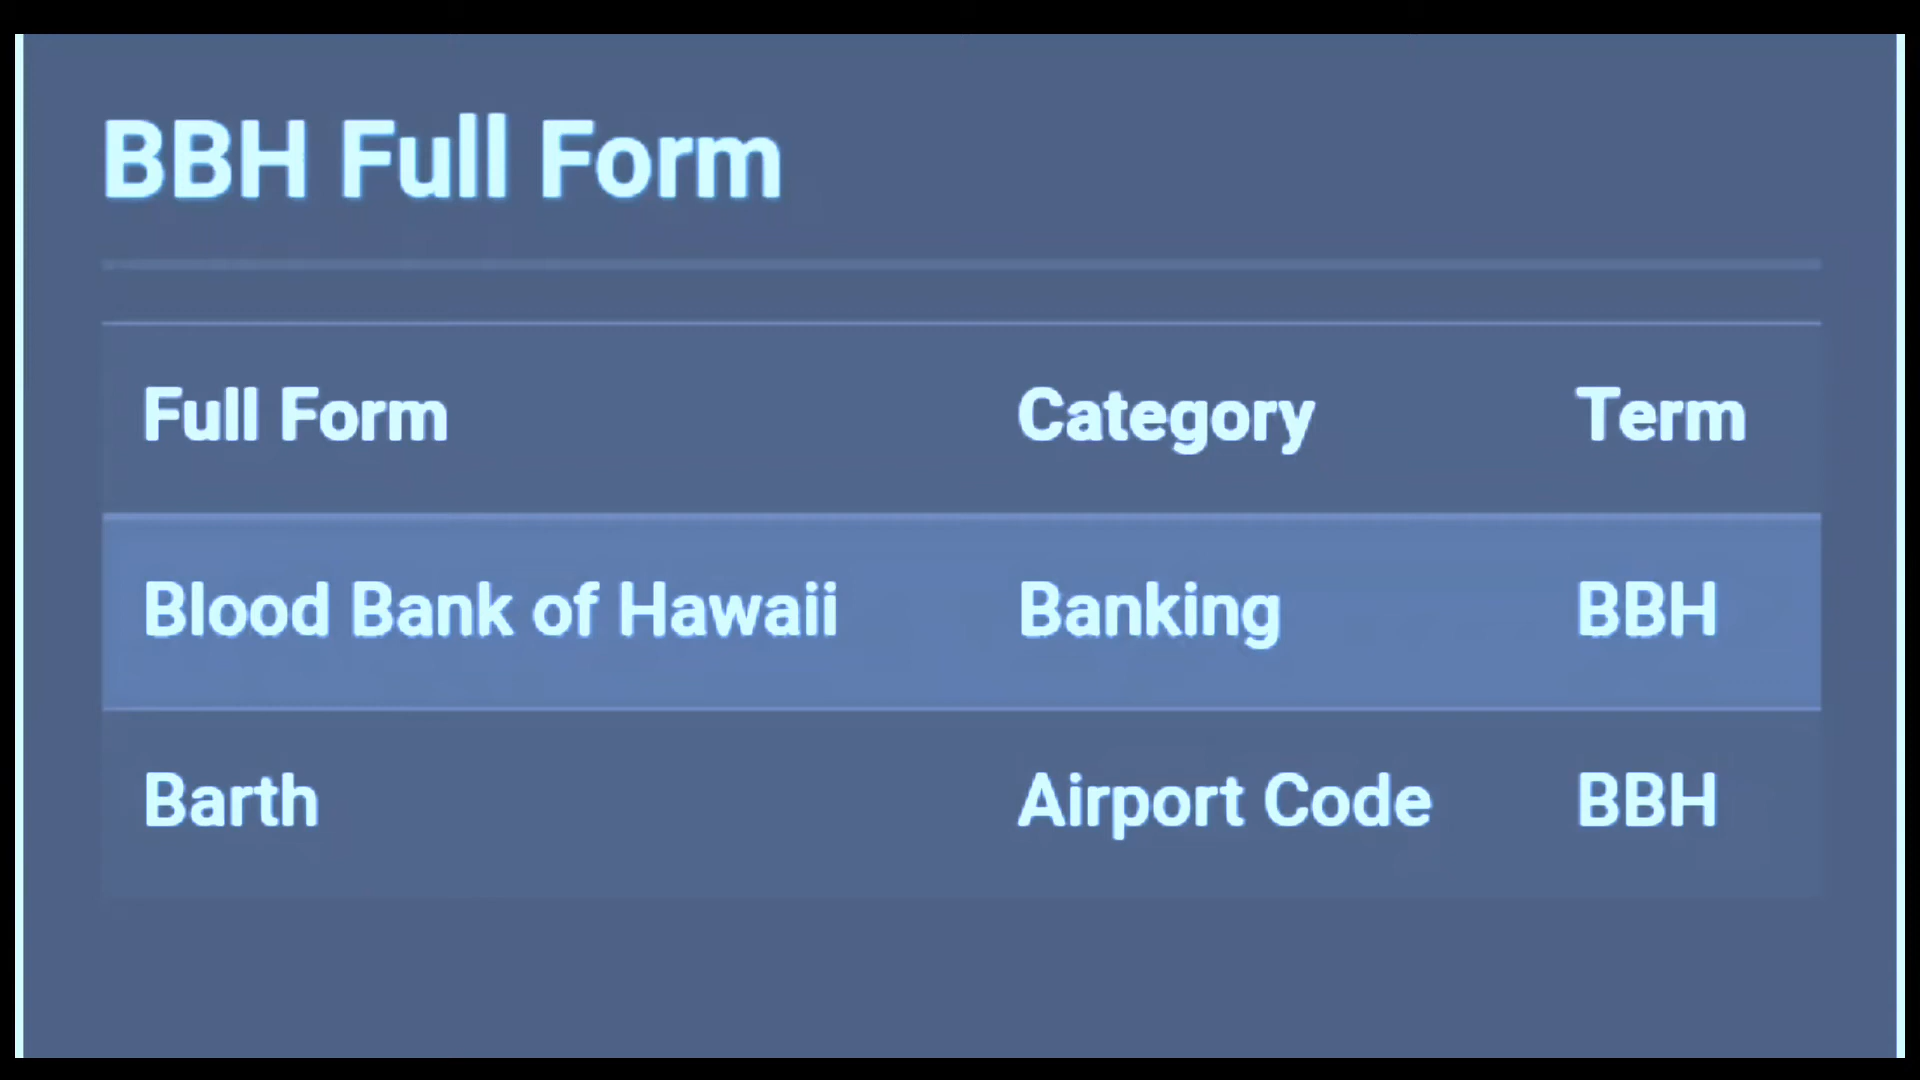 BBH Full Form
Full Form Category Term
Blood Bank of Hawaii Banking BBH
Barth Airport Code BBH